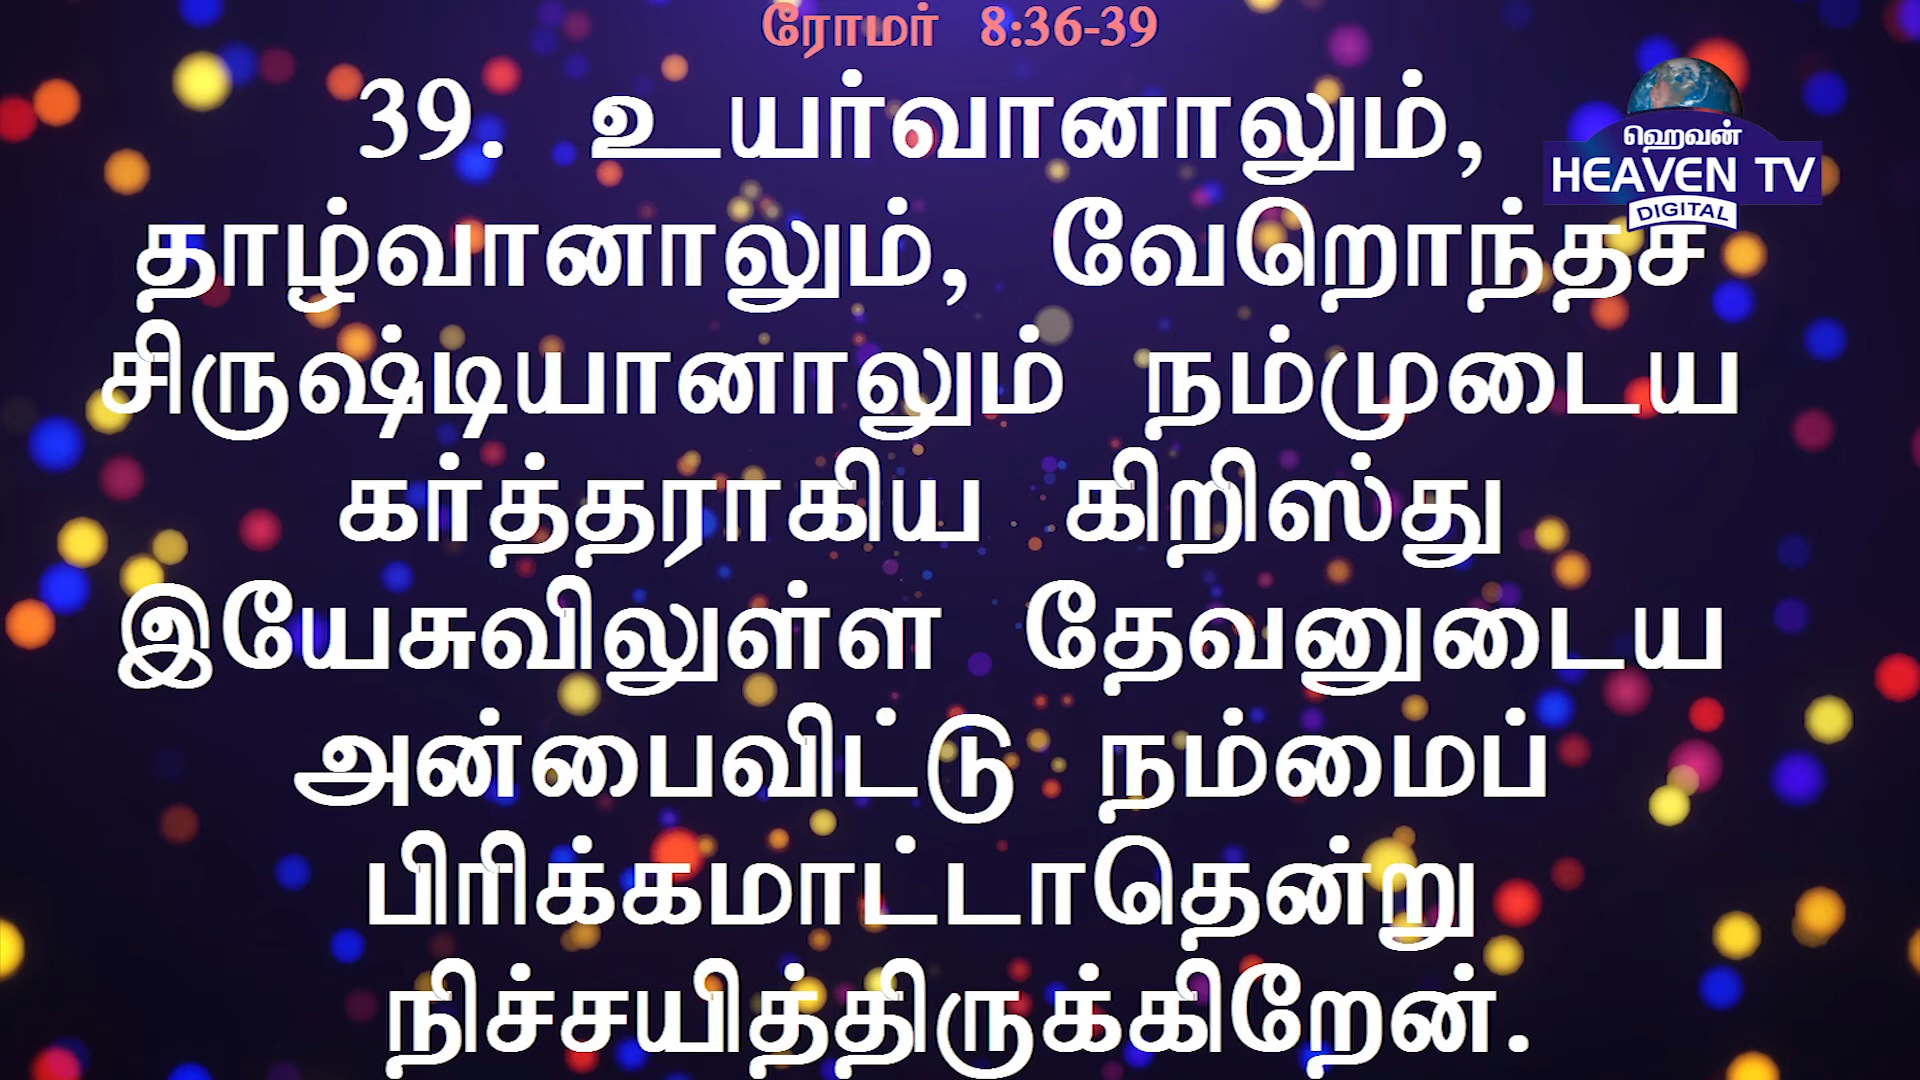 ரோமர் 8:36-39
39. உயர்வானாலும்,
ஹெவன்
HEAVEN TV
DIGITAL
தாழ்வானாலும், வேறொந்தச்
சிருஷ்டியானாலும் நம்முடைய
கர்த்தராகிய கிறிஸ்து
இயேசுவிலுள்ள தேவனுடைய
அன்பைவிட்டு நம்மைப்
பிரிக்கமாட்டாதென்று
நிச்சயித்திருக்கிறேன்.